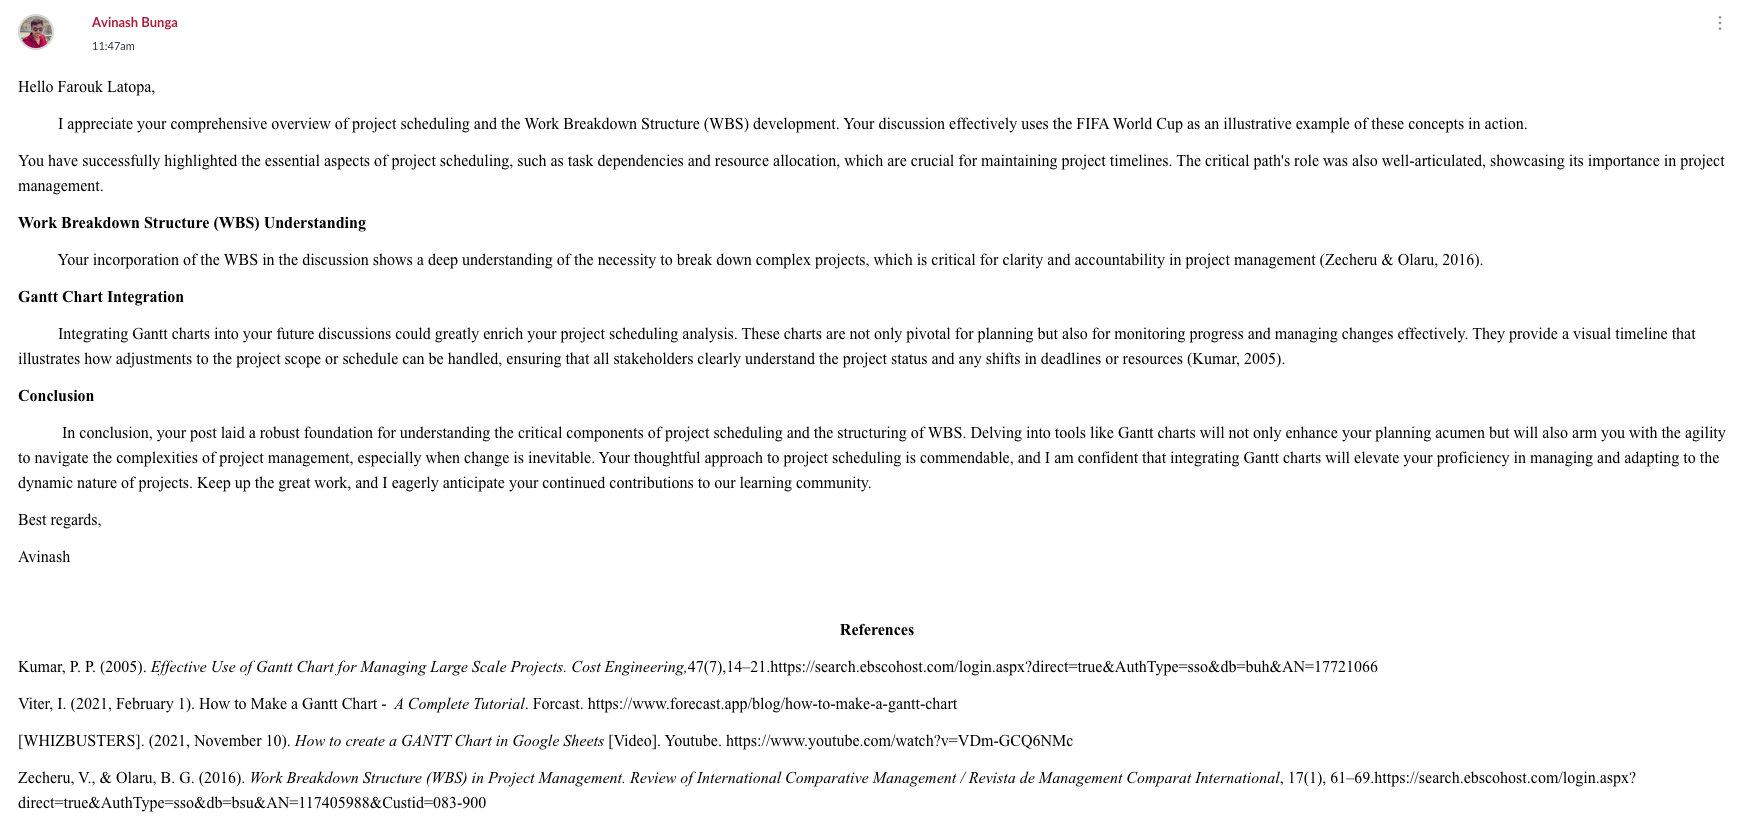 Avinash Bunga
11:47am
Hello Farouk Latopa,
I appreciate your comprehensive overview of project scheduling and the Work Breakdown Structure (WBS) development. Your discussion effectively uses the FIFA World Cup as an illustrative example of these concepts in action.
You have successfully highlighted the essential aspects of project scheduling, such as task dependencies and resource allocation, which are crucial for maintaining project timelines. The critical path's role was also well-articulated, showcasing its importance in project
management.
Work Breakdown Structure (WBS) Understanding
Your incorporation of the WBS in the discussion shows a deep understanding of the necessity to break down complex projects, which is critical for clarity and accountability in project management (Zecheru & Olaru, 2016).
Gantt Chart Integration
Integrating Gantt charts into your future discussions could greatly enrich your project scheduling analysis. These charts are not only pivotal for planning but also for monitoring progress and managing changes effectively. They provide a visual timeline that
illustrates how adjustments to the project scope or schedule can be handled, ensuring that all stakeholders clearly understand the project status and any shifts in deadlines or resources (Kumar, 2005).
Conclusion
In conclusion, your post laid a robust foundation for understanding the critical components of project scheduling and the structuring of WBS. Delving into tools like Gantt charts will not only enhance your planning acumen but will also arm you with the agility
to navigate the complexities of project management, especially when change is inevitable. Your thoughtful approach to project scheduling is commendable, and I am confident that integrating Gantt charts will elevate your proficiency in managing and adapting to the
dynamic nature of projects. Keep up the great work, and I eagerly anticipate your continued contributions to our learning community.
Best regards,
Avinash
References
Kumar, P. P. (2005). Effective Use of Gantt Chart for Managing Large Scale Projects. Cost Engineering,47(7),14–21.https://search.ebscohost.com/login.aspx?direct=true&AuthType=sso&db=buh&AN=17721066
Viter, I. (2021, February 1). How to Make a Gantt Chart - A Complete Tutorial. Forcast. https://www.forecast.app/blog/how-to-make-a-gantt-chart
[WHIZBUSTERS]. (2021, November 10). How to create a GANTT Chart in Google Sheets [Video]. Youtube. https://www.youtube.com/watch?v=VDm-GCQ6NMc
Zecheru, V., & Olaru, B. G. (2016). Work Breakdown Structure (WBS) in Project Management. Review of International Comparative Management / Revista de Management Comparat International, 17(1), 61–69.https://search.ebscohost.com/login.aspx?
direct=true&AuthType=sso&db=bsu&AN=117405988&Custid=083-900